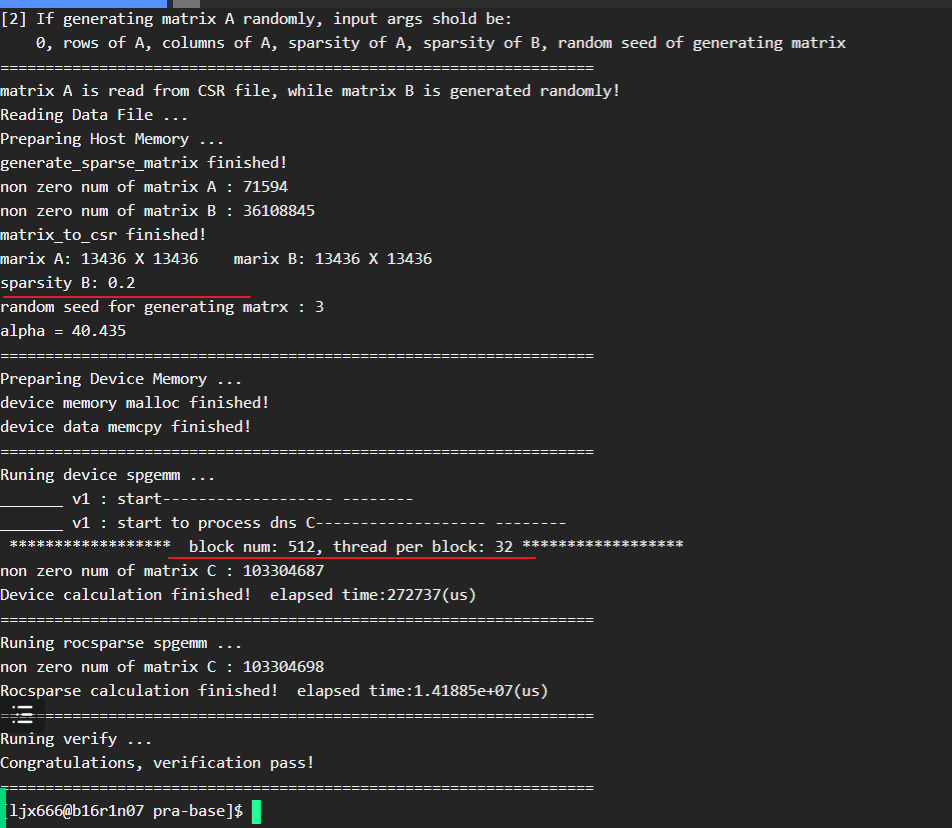 [2] If generating matrix A randomly, input args shold be:
    0, rows of A, columns of A, sparsity of A, sparsity of B, random seed of generating matrix
==================================================================
matrix A is read from CSR file, while matrix B is generated randomly!
Reading Data File ...
Preparing Host Memory ...
generate_sparse_matrix finished!
non zero num of matrix A : 71594
non zero num of matrix B : 36108845
matrix_to_csr finished!
marix A: 13436 X 13436    marix B: 13436 X 13436
sparsity B: 0.2
random seed for generating matrx : 3
alpha = 40.435
==================================================================
Preparing Device Memory ...
device memory malloc finished!
device data memcpy finished!
==================================================================
Runing device spgemm ...
_______ v1 : start------------------- --------
_______ v1 : start to process dns C------------------- --------
 ******************  block num: 512, thread per block: 32 ******************
non zero num of matrix C : 103304687
Device calculation finished!  elapsed time:272737(us)
==================================================================
Runing rocsparse spgemm ...
non zero num of matrix C : 103304698
Rocsparse calculation finished!  elapsed time:1.41885e+07(us)
==================================================================
Runing verify ...
Congratulations, verification pass!
==================================================================
[ljx666@b16r1n07 pra-base]$